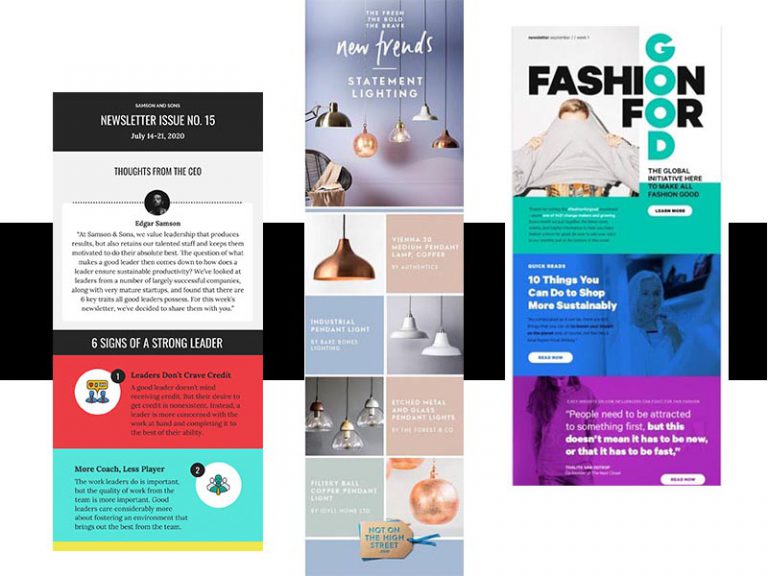 SAMSON AND SONS
NEWSLETTER ISSUE NO. 15
July 14-21, 2020
THOUGHTS FROM THE CEO
Edgar Samson
"At Samson & Sons, we value leadership that produces
results, but also retains our talented staff and keeps them
motivated to do their absolute best. The question of what
makes a good leader then comes down to how does a
leader ensure sustainable productivity? We've looked at
leaders from a number of largely successful companies,
along with very mature startups, and found that there are
6 key traits all good leaders possess. For this week's
newsletter, we've decided to share them with you."
6 SIGNS OF A STRONG LEADER
1
Leaders Don't Crave Credit
A good leader doesn't mind
receiving credit. But their desire to
get credit is nonexistent. Instead, a
leader is more concerned with the
work at hand and completing it to
the best of their ability.
More Coach, Less Player
2
The work leaders do is important,
but the quality of work from the
team is more important. Good
leaders care considerably more
about fostering an environment that
brings out the best from the team.
THE FRESH
THE BOLD
THE BRAVE
new trends
STATEMENT
LIGHTING
VIENNA 30
MEDIUM PENDANT
LAMP, COPPER
BY AUTHENTICS
INDUSTRIAL
PENDANT LIGHT
BY BARE BONES
LIGHTING
ETCHED METAL
AND GLASS
PENDANT LIGHTS
BY THE FOREST & CO
FILISKY BALL
COPPER PENDANT
LIGHT
BY IDYLL HOME LTD
NOT ON
THE HIGH
STREET
.com
newsletter september // week 1
GOOD
FASHION
FOR
THE GLOBAL
INITIATIVE HERE
TO MAKE ALL
FASHION GOOD
LEARN MORE
QUICK READS
10 Things You
Can Do to Shop
More Sustainably
READ NOW
"People need to be attracted
to something first, but this
doesn't mean it has to be new,
or that it has to be fast,"
READ NOW